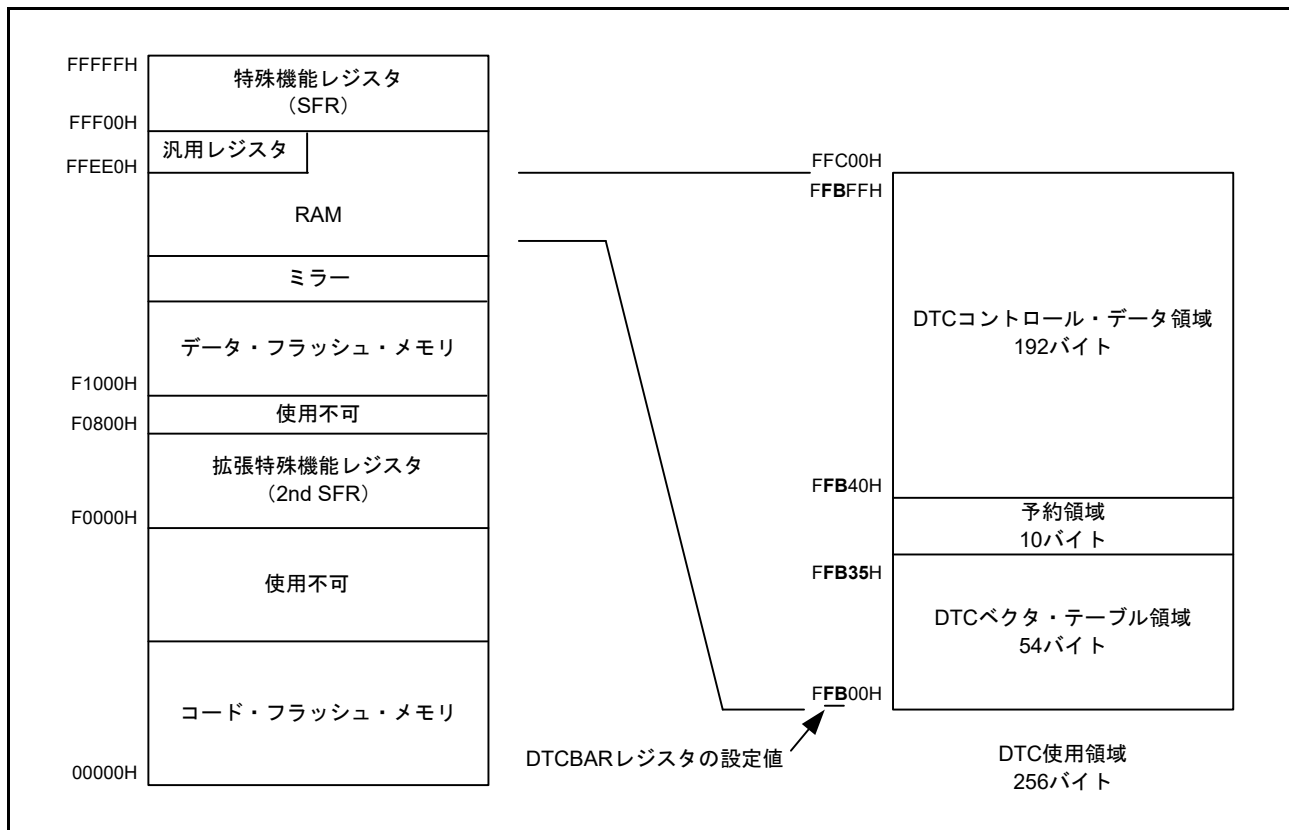 FFFFFH
特殊機能レジスタ
（SFR）
FFF00H
汎用レジスタ
FFEE0H
RAM
ミラー
データ・フラッシュ・メモリ
F1000H
使用不可
F0800H
拡張特殊機能レジスタ
（2nd SFR）
F0000H
使用不可
コード・フラッシュ・メモリ
00000H
FFC00H
FFBFFH
DTCコントロール・データ領域
192バイト
FFB40H
予約領域
10バイト
FFB35H
DTCベクタ・テーブル領域
54バイト
FFB00H
DTCBARレジスタの設定値
DTC使用領域
256バイト